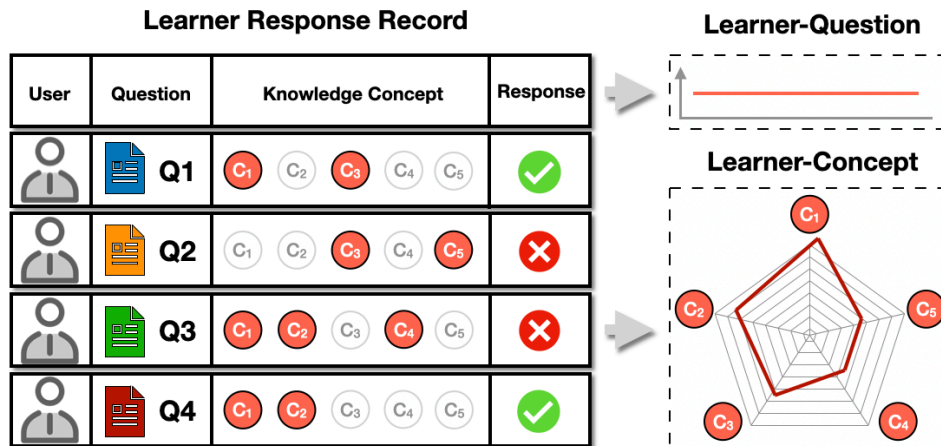 Learner Response Record
User Question Knowledge Concept Response
Q1 C₁ C₂ C₃ C₄ C₅
Q2 C₁ C₂ C₃ C₄ C₅
Q3 C₁ C₂ C₃ C₄ C₅
Q4 C₁ C₂ C₃ C₄ C₅
Learner-Question
Learner-Concept
C₁
C₂ C₅
C₃ C₄